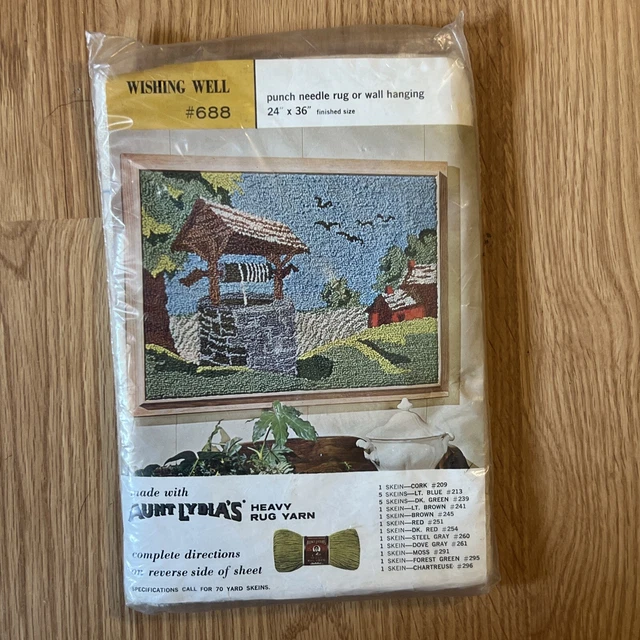 WISHING WELL
#688
punch needle rug or wall hanging
24" x 36" finished size
made with
AUNT LYDIA'S® HEAVY
RUG YARN
complete directions
on reverse side of sheet
SPECIFICATIONS CALL FOR 70 YARD SKEINS.
1 SKEIN—CORK #209
5 SKEINS—LT. BLUE #213
5 SKEINS—DK. GREEN #239
1 SKEIN—LT. BROWN #241
1 SKEIN—BROWN #245
1 SKEIN—RED #251
1 SKEIN—DK. RED #254
1 SKEIN—STEEL GRAY #260
1 SKEIN—DOVE GRAY #261
1 SKEIN—MOSS #291
1 SKEIN—FOREST GREEN #295
1 SKEIN—CHARTREUSE #296